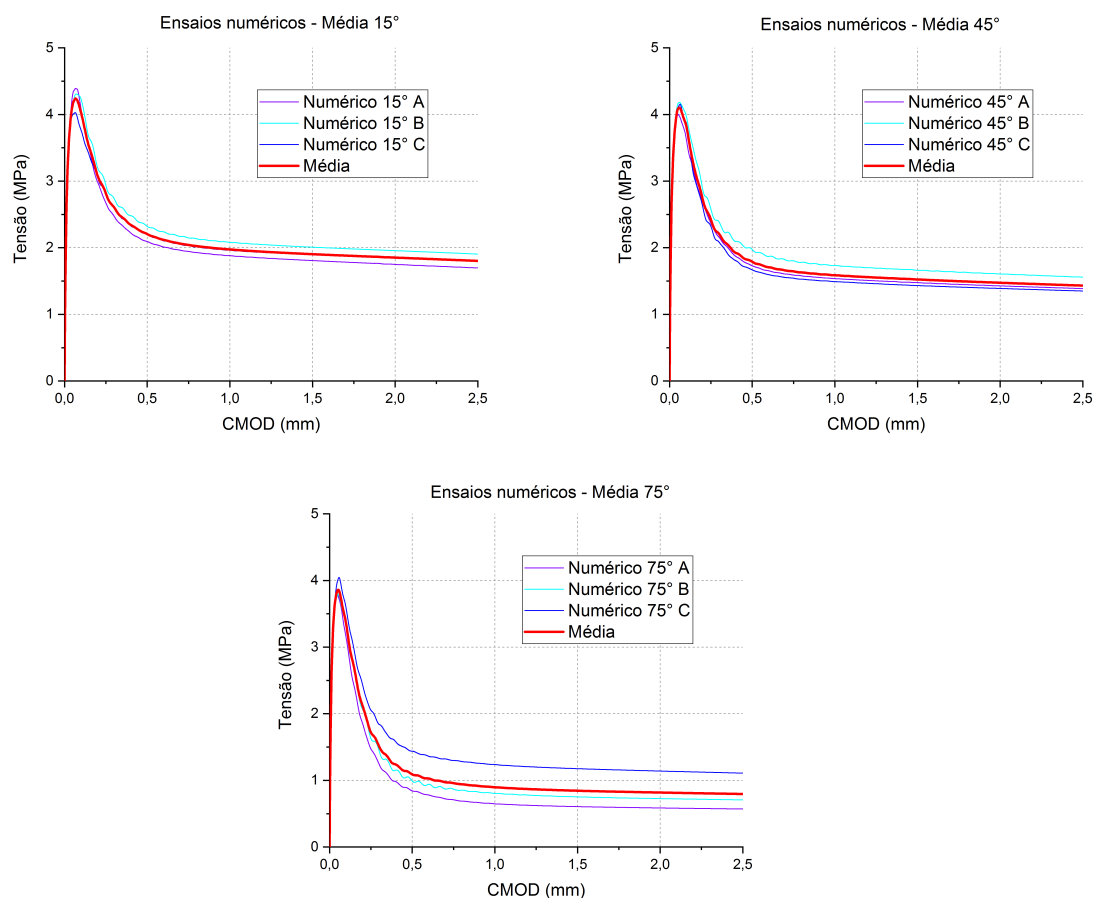 Ensaios numéricos - Média 15°
5
4
3
2
1
0
Tensão (MPa)
Numérico 15° A
Numérico 15° B
Numérico 15° C
Média
0,0 0,5 1,0 1,5 2,0 2,5
CMOD (mm)
Ensaios numéricos - Média 45°
5
4
3
2
1
0
Tensão (MPa)
Numérico 45° A
Numérico 45° B
Numérico 45° C
Média
0,0 0,5 1,0 1,5 2,0 2,5
CMOD (mm)
Ensaios numéricos - Média 75°
5
4
3
2
1
0
Tensão (MPa)
Numérico 75° A
Numérico 75° B
Numérico 75° C
Média
0,0 0,5 1,0 1,5 2,0 2,5
CMOD (mm)